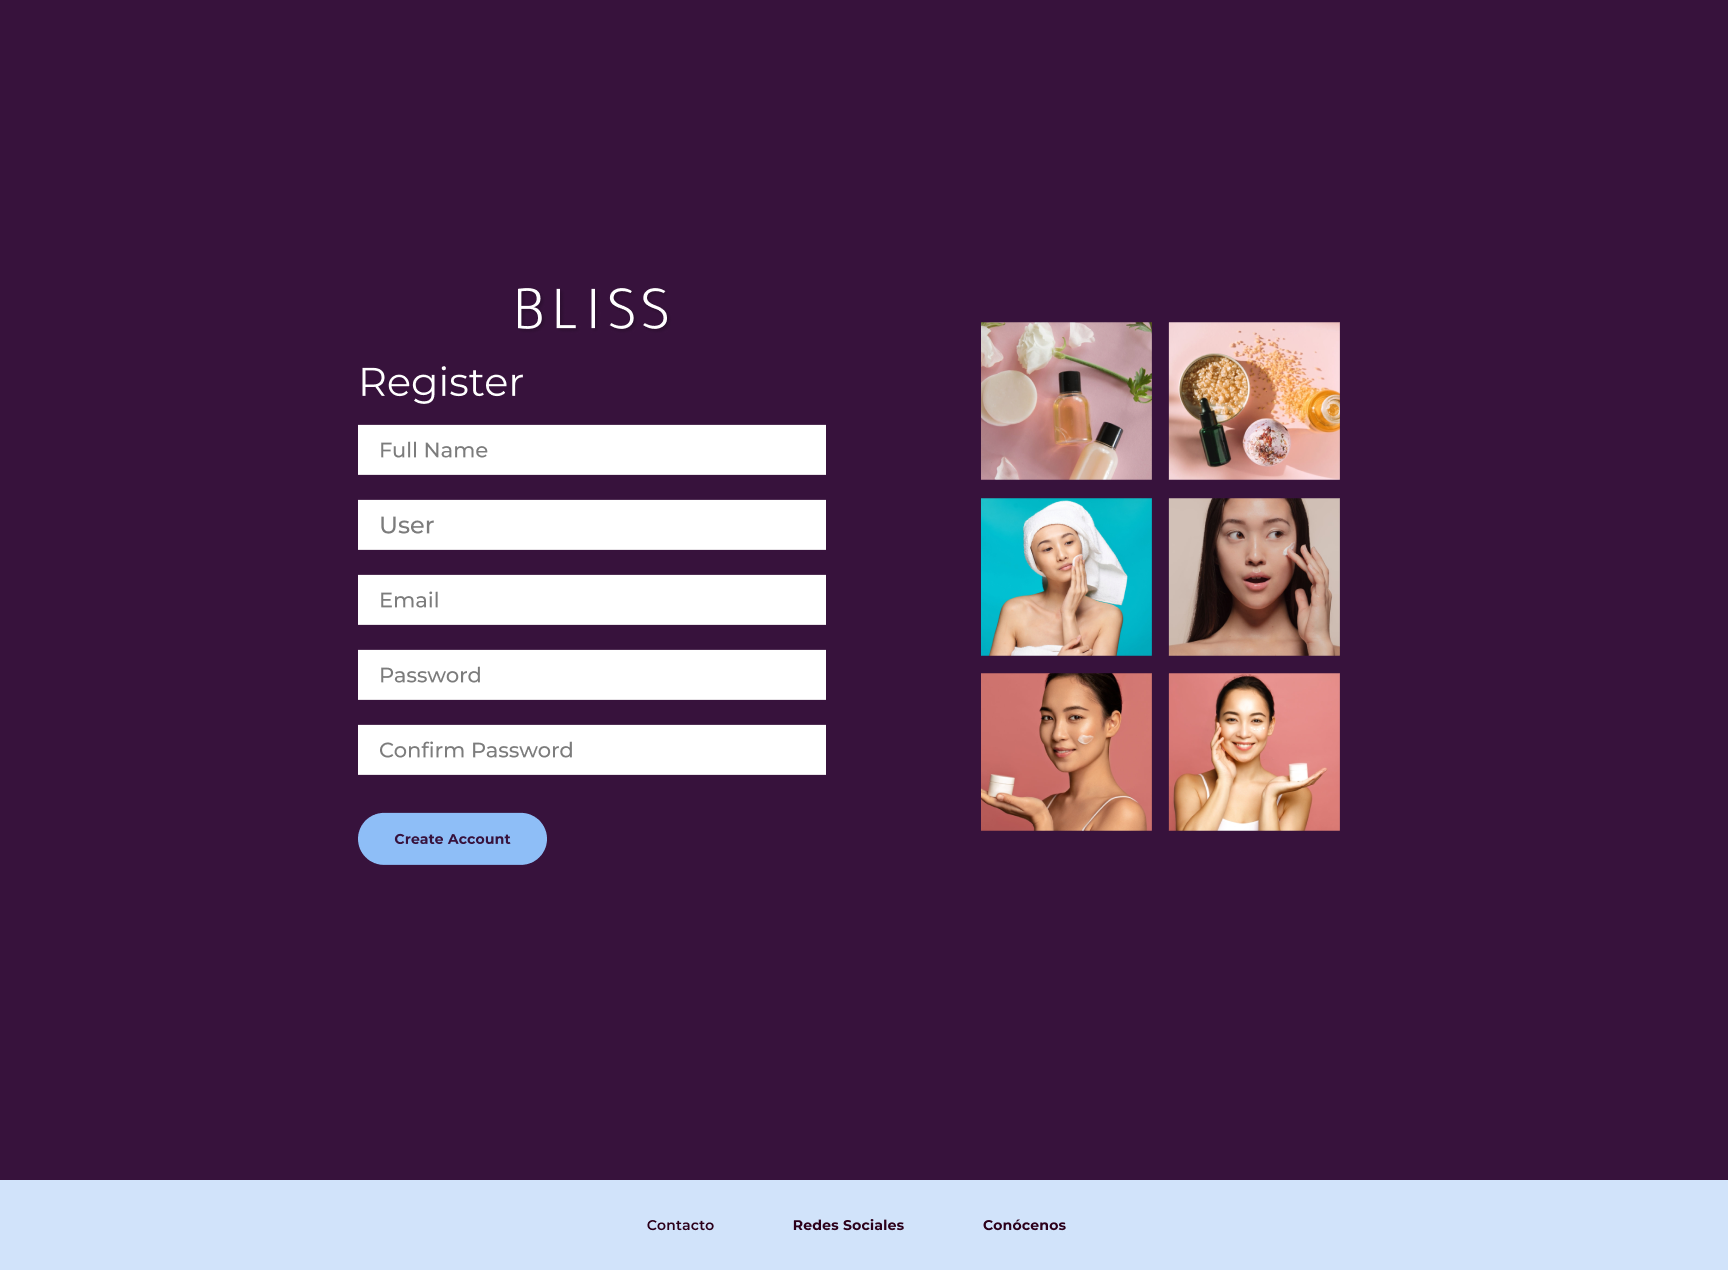 BLISS
Register
Full Name
User
Email
Password
Confirm Password
Create Account
Contacto
Redes Sociales
Conócenos